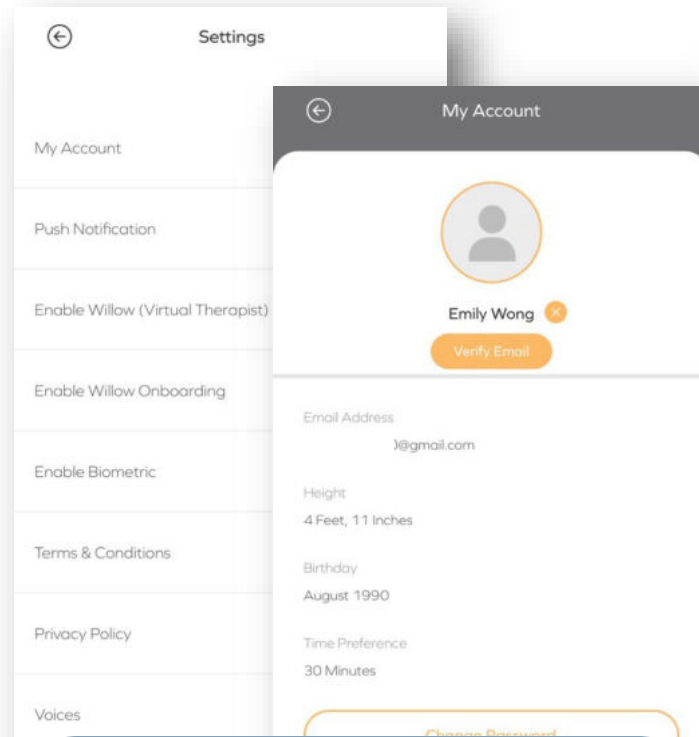 Settings
My Account
Push Notification
Enable Willow (Virtual Therapist)
Enable Willow Onboarding
Enable Biometric
Terms & Conditions
Privacy Policy
Voices
My Account
Emily Wong
Verify Email
Email Address
)@gmail.com
Height
4 Feet, 11 Inches
Birthday
August 1990
Time Preference
30 Minutes
Change Password